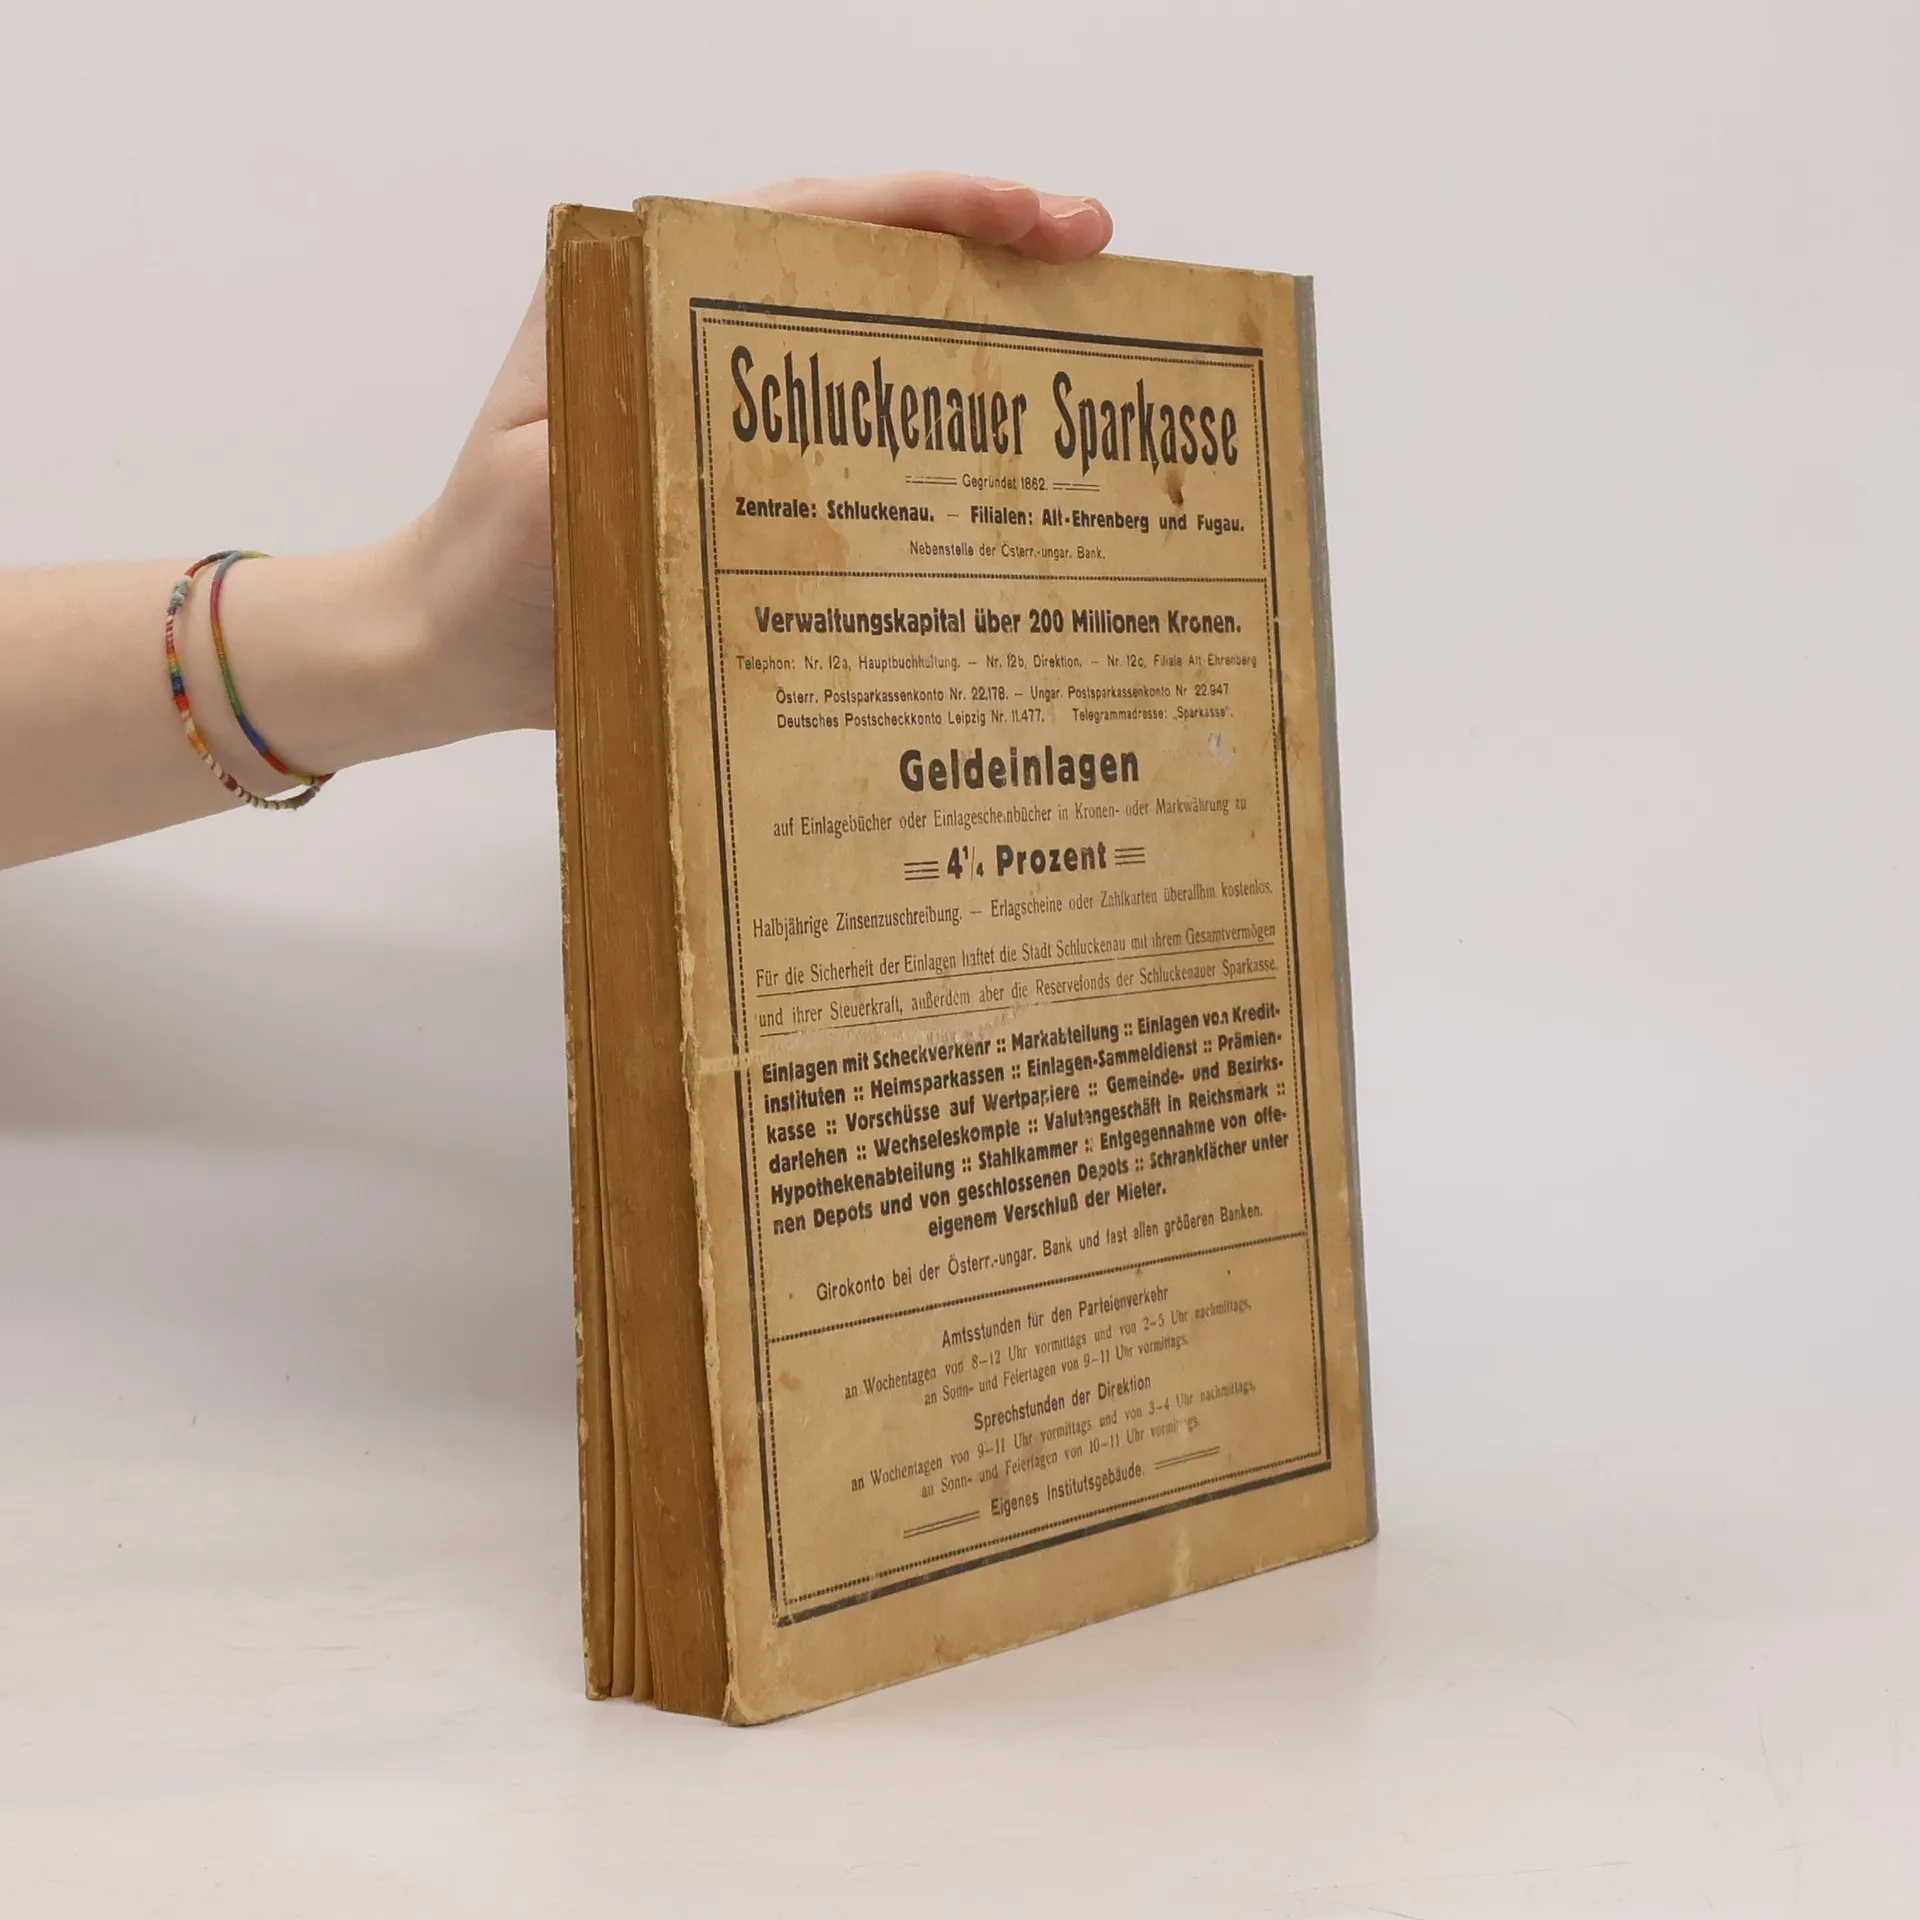 Schluckenauer Sparkasse
Gegründet 1862.
Zentrale: Schluckenau. — Filialen: Alt-Ehrenberg und Fugau.
Nebenstelle der Österr.-ungar. Bank.
Verwaltungskapital über 200 Millionen Kronen.
Telephon: Nr. 12a, Hauptbuchhaltung. — Nr. 12b, Direktion. — Nr. 12c, Filiale Alt Ehrenberg
Österr. Postsparkassenkonto Nr. 22.178. — Ungar. Postsparkassenkonto Nr 22.947
Deutsches Postscheckkonto Leipzig Nr. 11.477. Telegrammadresse: „Sparkasse“.
Geldeinlagen
auf Einlagebücher oder Einlagescheinbücher in Kronen- oder Markwährung zu
4¼ Prozent
Halbjährige Zinsenzuschreibung. — Erlagscheine oder Zahlkarten überallhin kostenlos.
Für die Sicherheit der Einlagen haftet die Stadt Schluckenau mit ihrem Gesamtvermögen
und ihrer Steuerkraft, außerdem aber die Reservefonds der Schluckenauer Sparkasse.
Einlagen mit Scheckverkehr :: Markabteilung :: Einlagen von Kredit-
instituten :: Heimsparkassen :: Einlagen-Sammeldienst :: Prämien-
kasse :: Vorschüsse auf Wertpapiere :: Gemeinde- und Bezirks-
darlehen :: Wechseleskompte :: Valutengeschäft in Reichsmark ::
Hypothekenabteilung :: Stahlkammer :: Entgegennahme von offe-
nen Depots und von geschlossenen Depots :: Schrankfächer unter
eigenem Verschluß der Mieter.
Girokonto bei der Österr.-ungar. Bank und fast allen größeren Banken.
Amtsstunden für den Parteienverkehr
an Wochentagen von 8–12 Uhr vormittags und von 2–5 Uhr nachmittags,
an Sonn- und Feiertagen von 9–11 Uhr vormittags.
Sprechstunden der Direktion
an Wochentagen von 9–11 Uhr vormittags und von 3–4 Uhr nachmittags,
an Sonn- und Feiertagen von 10–11 Uhr vormittags.
Eigenes Institutsgebäude.